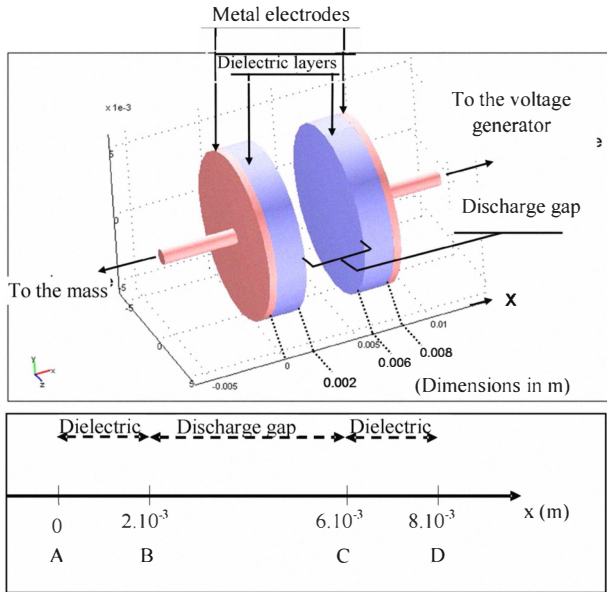 Metal electrodes
Dielectric layers
x 1e-3
To the voltage
generator
e
5
Discharge gap
0
To the mass
-5
-5
0
X
0.01
0.008
0.005
0.006
0
0.002
(Dimensions in m)
-0.005
5
y
x
z
Dielectric
Discharge gap
Dielectric
x (m)
0
2.10⁻³
6.10⁻³
8.10⁻³
A
B
C
D